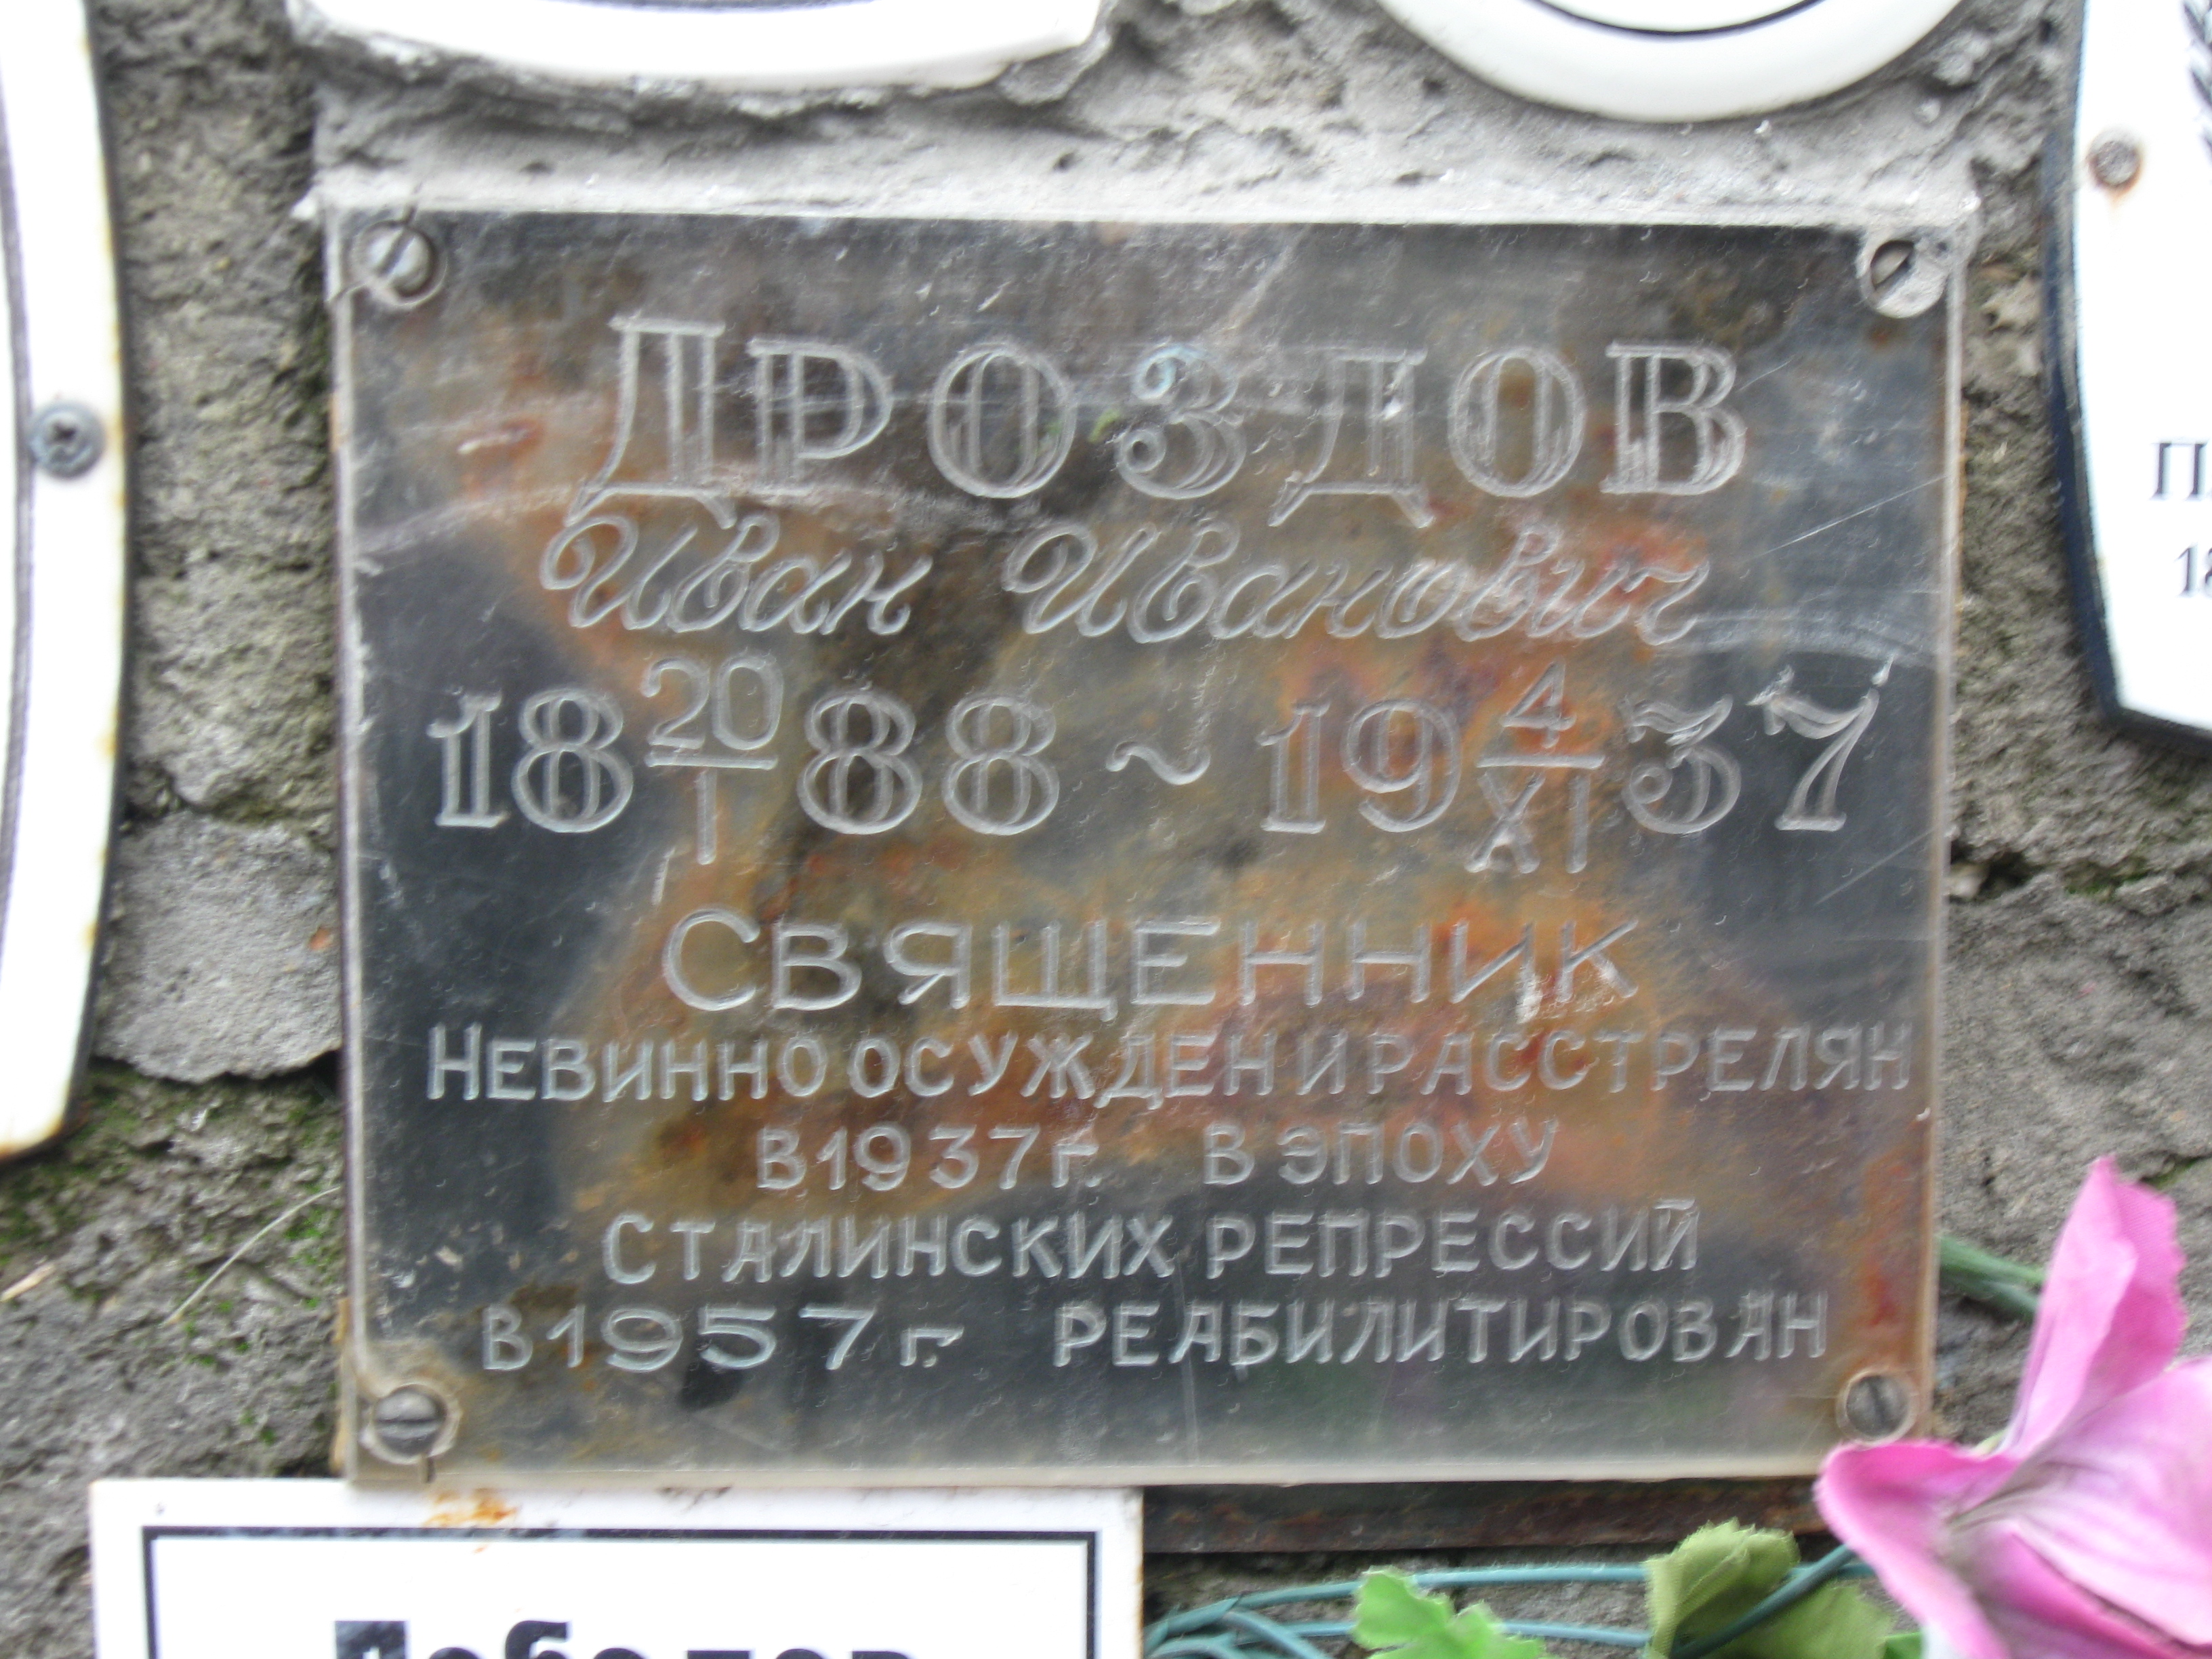 ДРОЗДОВ
Иван Иванович
18 20/I 88 ~ 19 4/XI 37
СВЯЩЕННИК
НЕВИННО ОСУЖДЕН И РАССТРЕЛЯН
В 1937 г. В ЭПОХУ
СТАЛИНСКИХ РЕПРЕССИЙ
В 1957 г. РЕАБИЛИТИРОВАН